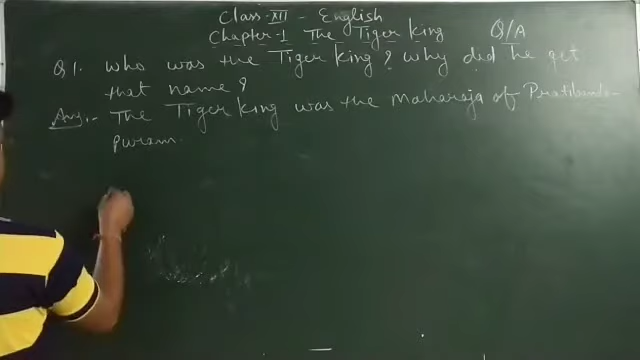 Class-XII - English
Chapter-1 The Tiger King Q/A
Q1. Who was the Tiger King? Why did he get
that name?
Ans:- The Tiger King was the Maharaja of Pratiband-
puram.